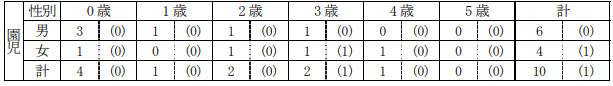 園児
性別 0歳 1歳 2歳 3歳 4歳 5歳 計
男 3 (0) 1 (0) 1 (0) 1 (0) 0 (0) 0 (0) 6 (0)
女 1 (0) 0 (0) 1 (0) 1 (1) 1 (0) 0 (0) 4 (1)
計 4 (0) 1 (0) 2 (0) 2 (1) 1 (0) 0 (0) 10 (1)